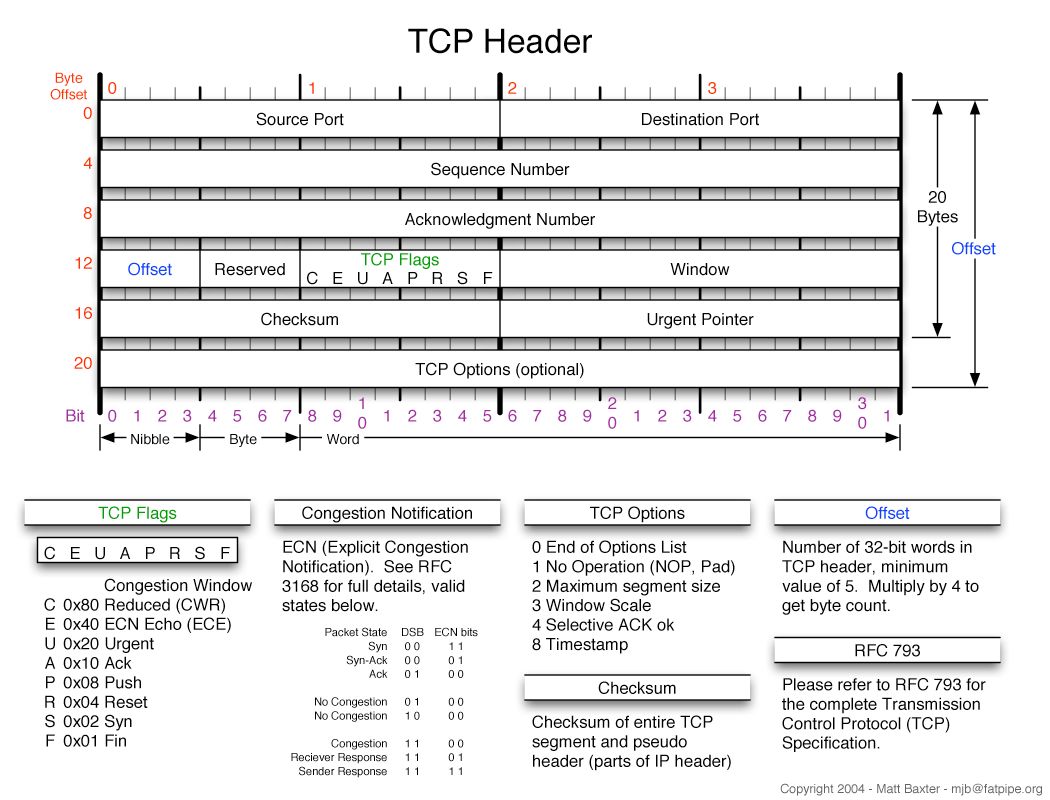 TCP Header
Byte
Offset
0 1 2 3
0 Source Port Destination Port
4 Sequence Number
8 Acknowledgment Number
20
Bytes
Offset
12 Offset Reserved TCP Flags Window
C E U A P R S F
16 Checksum Urgent Pointer
20 TCP Options (optional)
Bit 0 1 2 3 4 5 6 7 8 9 10 1 2 3 4 5 6 7 8 9 20 1 2 3 4 5 6 7 8 9 30 1
Nibble Byte Word
TCP Flags
C E U A P R S F
Congestion Window
C 0x80 Reduced (CWR)
E 0x40 ECN Echo (ECE)
U 0x20 Urgent
A 0x10 Ack
P 0x08 Push
R 0x04 Reset
S 0x02 Syn
F 0x01 Fin
Congestion Notification
ECN (Explicit Congestion
Notification). See RFC
3168 for full details, valid
states below.
Packet State DSB ECN bits
Syn 0 0 1 1
Syn-Ack 0 0 0 1
Ack 0 1 0 0
No Congestion 0 1 0 0
No Congestion 1 0 0 0
Congestion 1 1 0 0
Reciever Response 1 1 0 1
Sender Response 1 1 1 1
TCP Options
0 End of Options List
1 No Operation (NOP, Pad)
2 Maximum segment size
3 Window Scale
4 Selective ACK ok
8 Timestamp
Checksum
Checksum of entire TCP
segment and pseudo
header (parts of IP header)
Offset
Number of 32-bit words in
TCP header, minimum
value of 5. Multiply by 4 to
get byte count.
RFC 793
Please refer to RFC 793 for
the complete Transmission
Control Protocol (TCP)
Specification.
Copyright 2004 - Matt Baxter - mjb@fatpipe.org